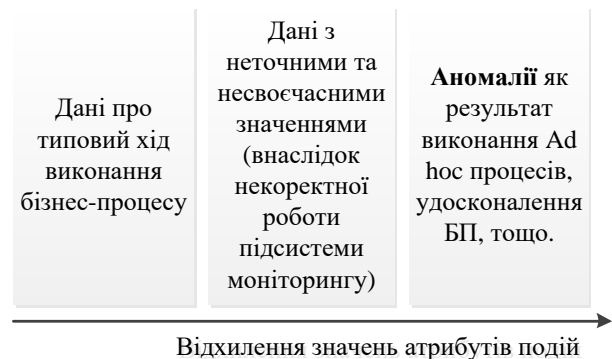 Дані про
типовий хід
виконання
бізнес-процесу
Дані з
неточними та
несвоєчасними
значеннями
(внаслідок
некоректної
роботи
підсистеми
моніторингу)
Аномалії як
результат
виконання Ad
hoc процесів,
удосконалення
БП, тощо.
Відхилення значень атрибутів подій